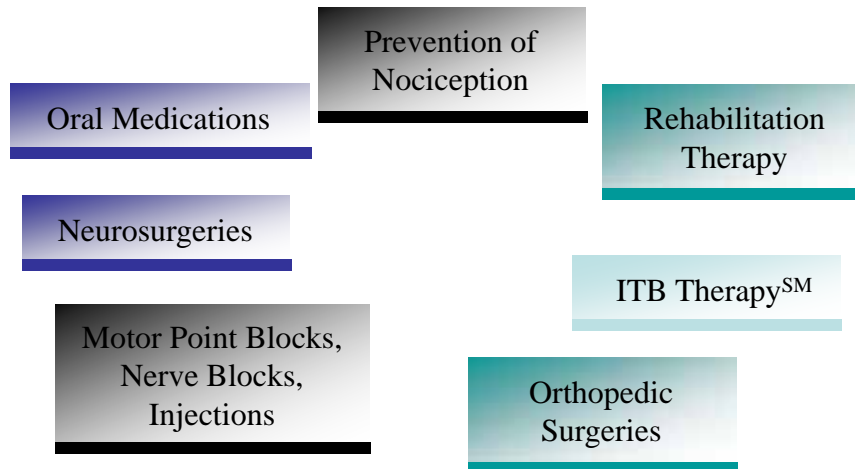 Prevention of
Nociception
Oral Medications
Rehabilitation
Therapy
Neurosurgeries
ITB Therapy℠
Motor Point Blocks,
Nerve Blocks,
Injections
Orthopedic
Surgeries